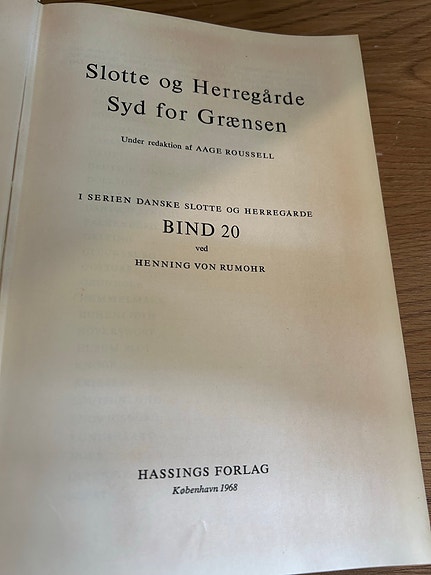 Slotte og Herregårde
Syd for Grænsen
Under redaktion af AAGE ROUSSELL
I SERIEN DANSKE SLOTTE OG HERREGÅRDE
BIND 20
ved
HENNING VON RUMOHR
HASSINGS FORLAG
København 1968